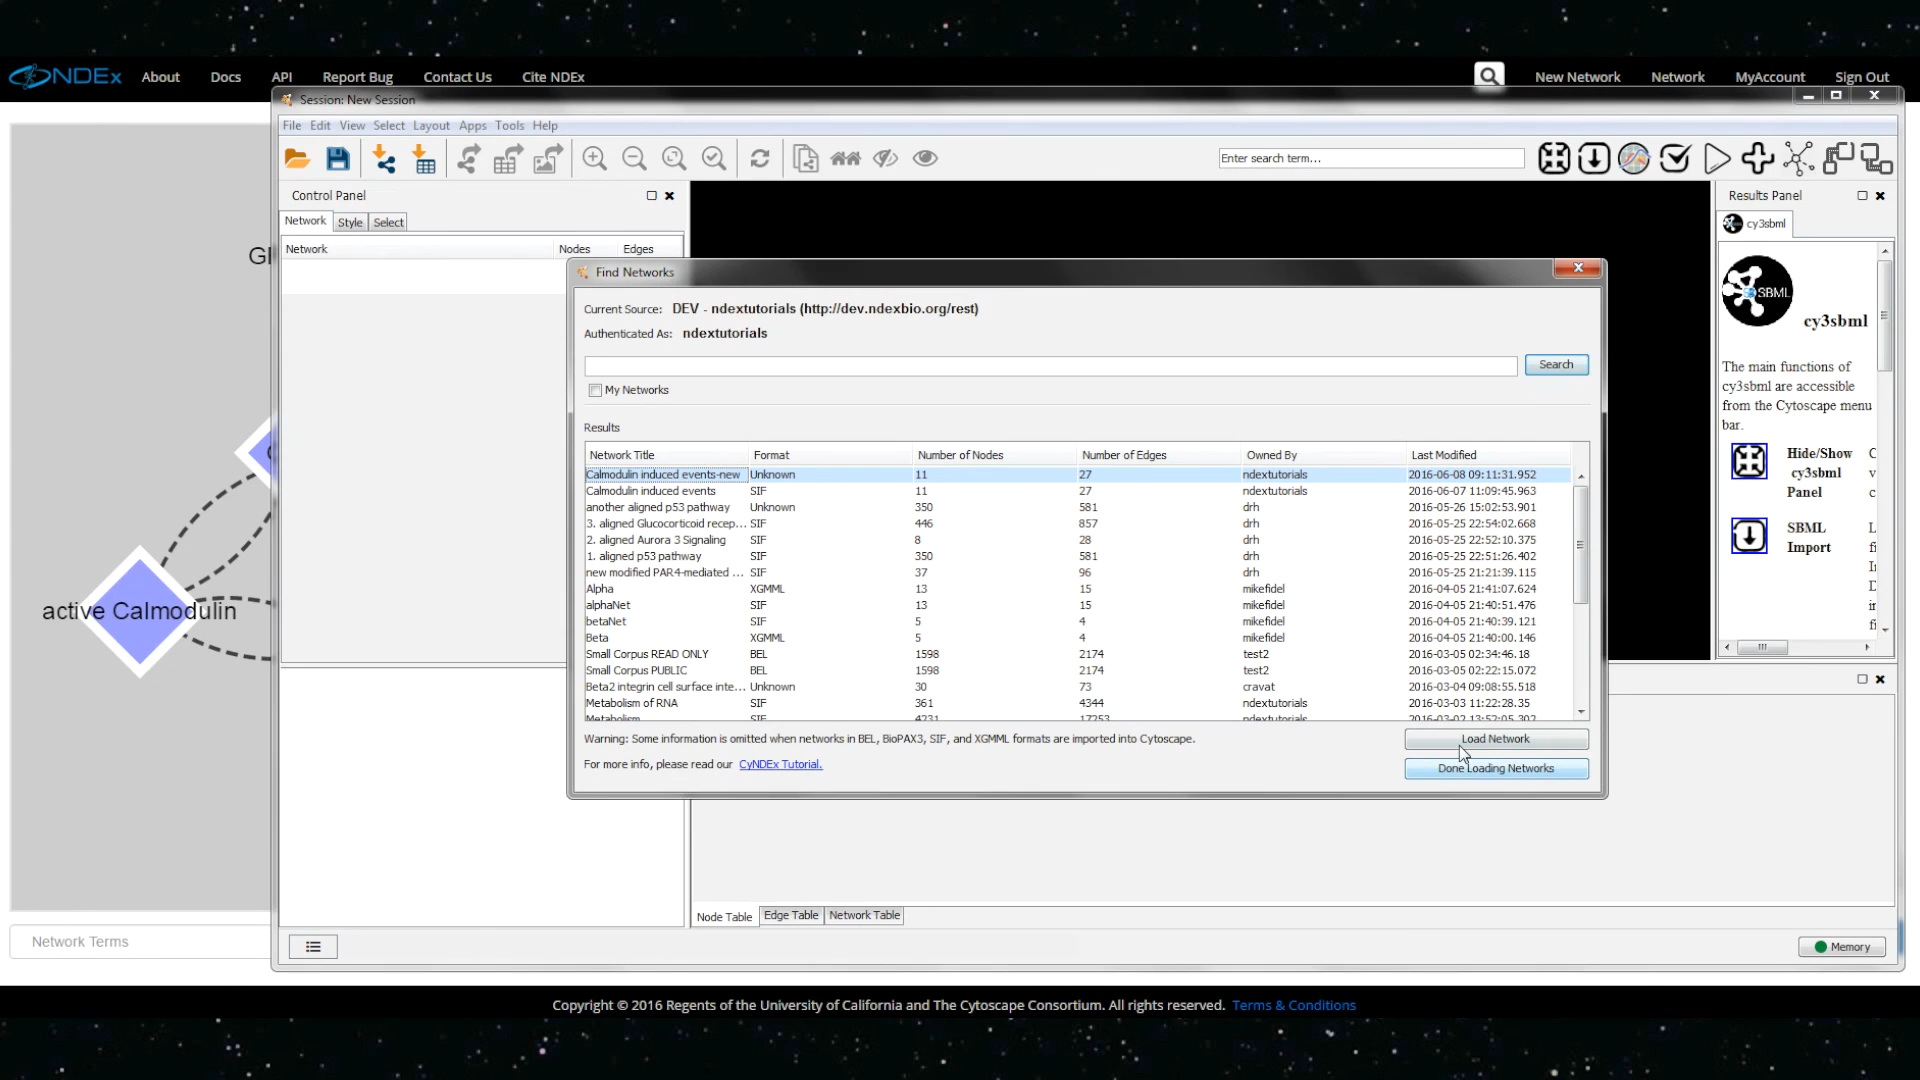 NDEx About Docs API Report Bug Contact Us Cite NDEx New Network Network MyAccount Sign Out
Session: New Session
File Edit View Select Layout Apps Tools Help
Enter search term...
Control Panel
Results Panel
Network Style Select
cy3sbml
Network Nodes Edges
SBML
cy3sbml
The main functions of
cy3sbml are accessible
from the Cytoscape menu
bar.
Hide/Show
cy3sbml
Panel
SBML
Import
active Calmodulin
Find Networks
Current Source: DEV - ndextutorials (http://dev.ndexbio.org/rest)
Authenticated As: ndextutorials
Search
My Networks
Results
Network Title Format Number of Nodes Number of Edges Owned By Last Modified
Calmodulin induced events-new Unknown 11 27 ndextutorials 2016-06-08 09:11:31.952
Calmodulin induced events SIF 11 27 ndextutorials 2016-06-07 11:09:45.963
another aligned p53 pathway Unknown 350 581 drh 2016-05-26 15:02:53.901
3. aligned Glucocorticoid recep... SIF 446 857 drh 2016-05-25 22:54:02.668
2. aligned Aurora 3 Signaling SIF 8 28 drh 2016-05-25 22:52:10.375
1. aligned p53 pathway SIF 350 581 drh 2016-05-25 22:51:26.402
new modified PAR4-mediated ... SIF 37 96 drh 2016-05-25 21:21:39.115
Alpha XGMML 13 15 mikefidel 2016-04-05 21:41:07.624
alphaNet SIF 13 15 mikefidel 2016-04-05 21:40:51.476
betaNet SIF 5 4 mikefidel 2016-04-05 21:40:39.121
Beta XGMML 5 4 mikefidel 2016-04-05 21:40:00.146
Small Corpus READ ONLY BEL 1598 2174 test2 2016-03-05 02:34:46.18
Small Corpus PUBLIC BEL 1598 2174 test2 2016-03-05 02:22:15.072
Beta2 integrin cell surface inte... Unknown 30 73 cravat 2016-03-04 09:08:55.518
Metabolism of RNA SIF 361 4344 ndextutorials 2016-03-03 11:22:28.35
Metabolism SIF 4231 17253 ndextutorials 2016-03-02 13:52:05.302
Warning: Some information is omitted when networks in BEL, BioPAX3, SIF, and XGMML formats are imported into Cytoscape.
Load Network
For more info, please read our CyNDEx Tutorial.
Done Loading Networks
Node Table Edge Table Network Table
Network Terms
Memory
Copyright © 2016 Regents of the University of California and The Cytoscape Consortium. All rights reserved. Terms & Conditions